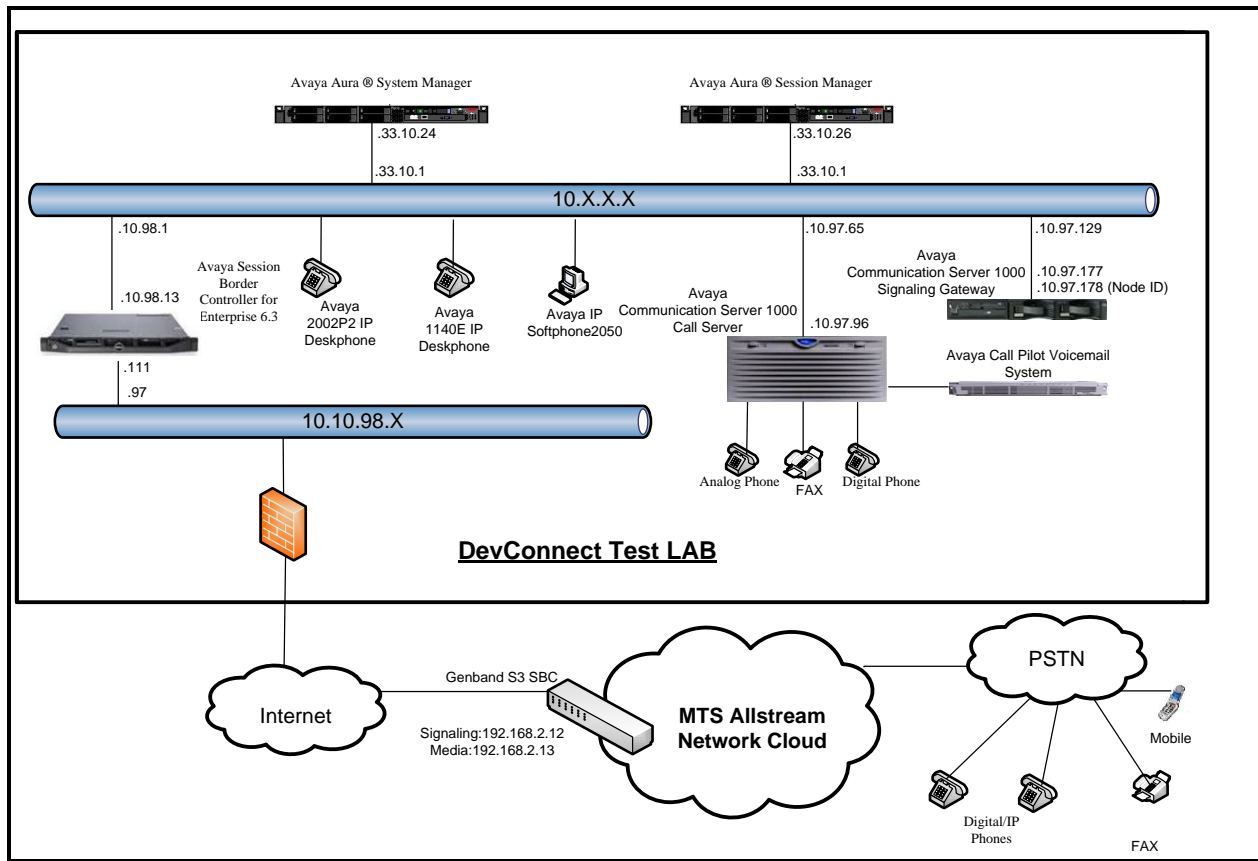 Avaya Aura ® System Manager
Avaya Aura ® Session Manager
.33.10.24
.33.10.26
.33.10.1
.33.10.1
10.X.X.X
.10.98.1
.10.97.65
.10.97.129
Avaya Session
Border
Controller for
Enterprise 6.3
.10.98.13
Avaya
2002P2 IP
Deskphone
Avaya
1140E IP
Deskphone
Avaya IP
Softphone2050
Avaya
Communication Server 1000
Call Server
.10.97.96
Avaya
Communication Server 1000
Signaling Gateway
.10.97.177
.10.97.178 (Node ID)
Avaya Call Pilot Voicemail
System
.111
.97
10.10.98.X
Analog Phone
FAX
Digital Phone
DevConnect Test LAB
Internet
Genband S3 SBC
Signaling:192.168.2.12
Media:192.168.2.13
MTS Allstream
Network Cloud
PSTN
Mobile
Digital/IP
Phones
FAX